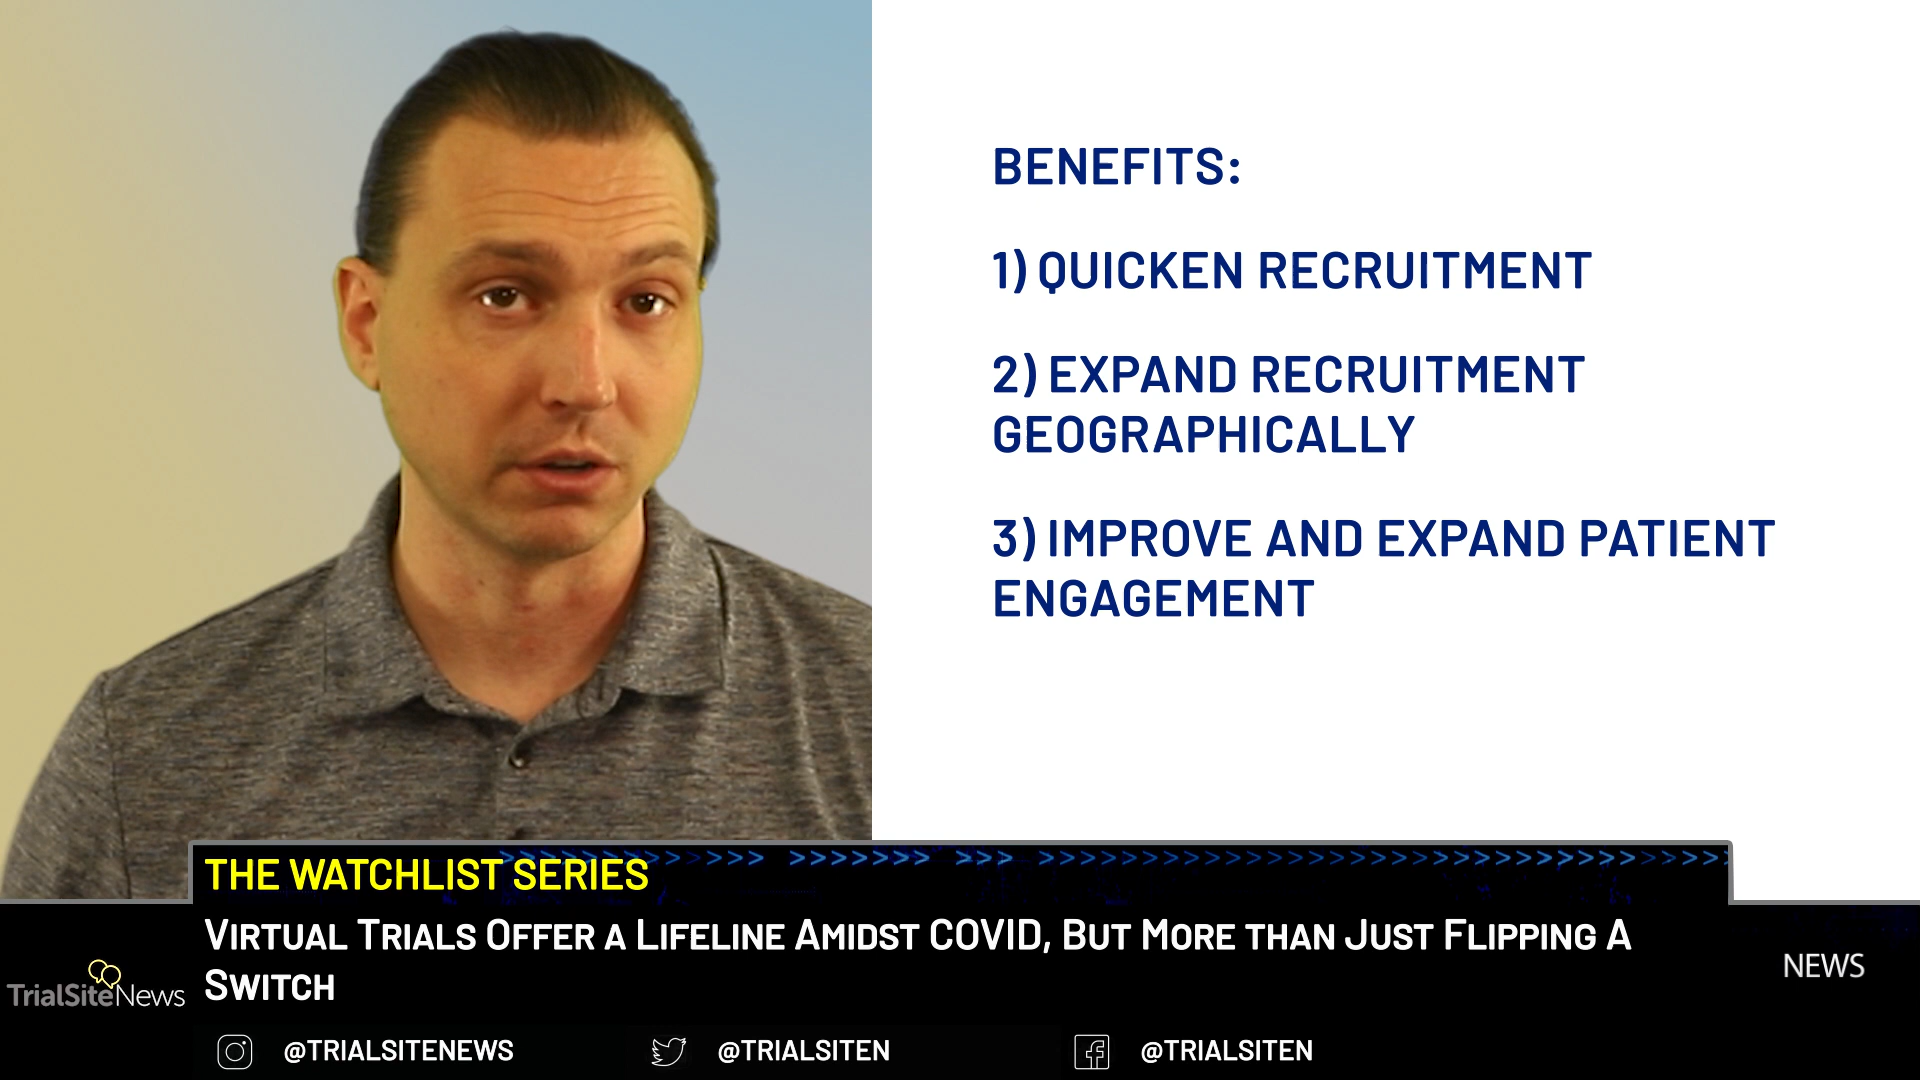 BENEFITS:
1) QUICKEN RECRUITMENT
2) EXPAND RECRUITMENT
GEOGRAPHICALLY
3) IMPROVE AND EXPAND PATIENT
ENGAGEMENT
THE WATCHLIST SERIES
Virtual Trials Offer a Lifeline Amidst COVID, But More than Just Flipping A
Switch
TrialSiteNews
NEWS
@TRIALSITENEWS
@TRIALSITEN
@TRIALSITEN